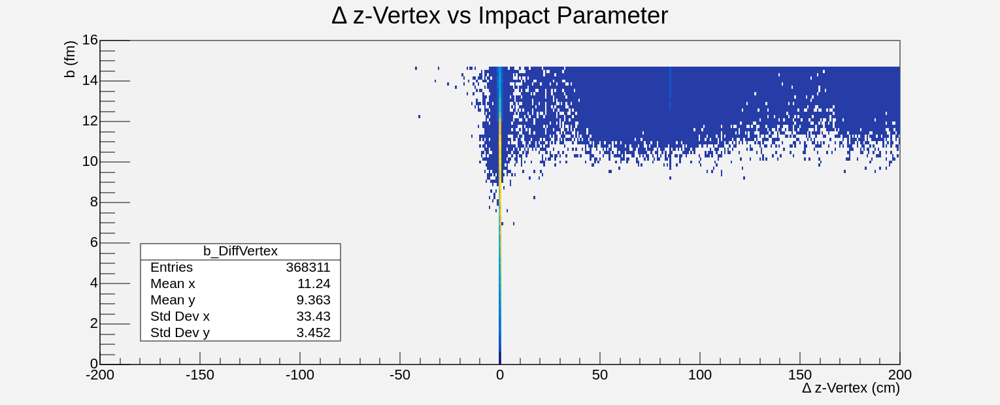 Δ z-Vertex vs Impact Parameter
b (fm)
16
14
12
10
8
6
4
2
0
b_DiffVertex
Entries 368311
Mean x 11.24
Mean y 9.363
Std Dev x 33.43
Std Dev y 3.452
-200 -150 -100 -50 0 50 100 150 200
Δ z-Vertex (cm)